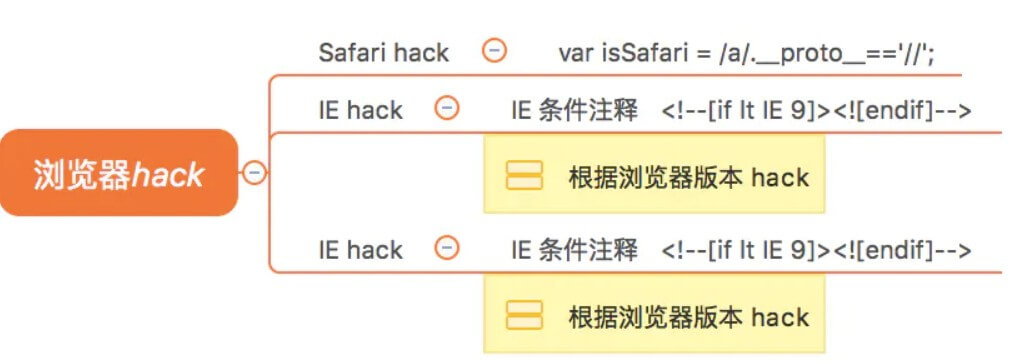 Safari hack var isSafari = /a/.__proto__=='//';
IE hack IE 条件注释 <!--[if lt IE 9]><![endif]-->
浏览器hack
根据浏览器版本 hack
IE hack IE 条件注释 <!--[if lt IE 9]><![endif]-->
根据浏览器版本 hack